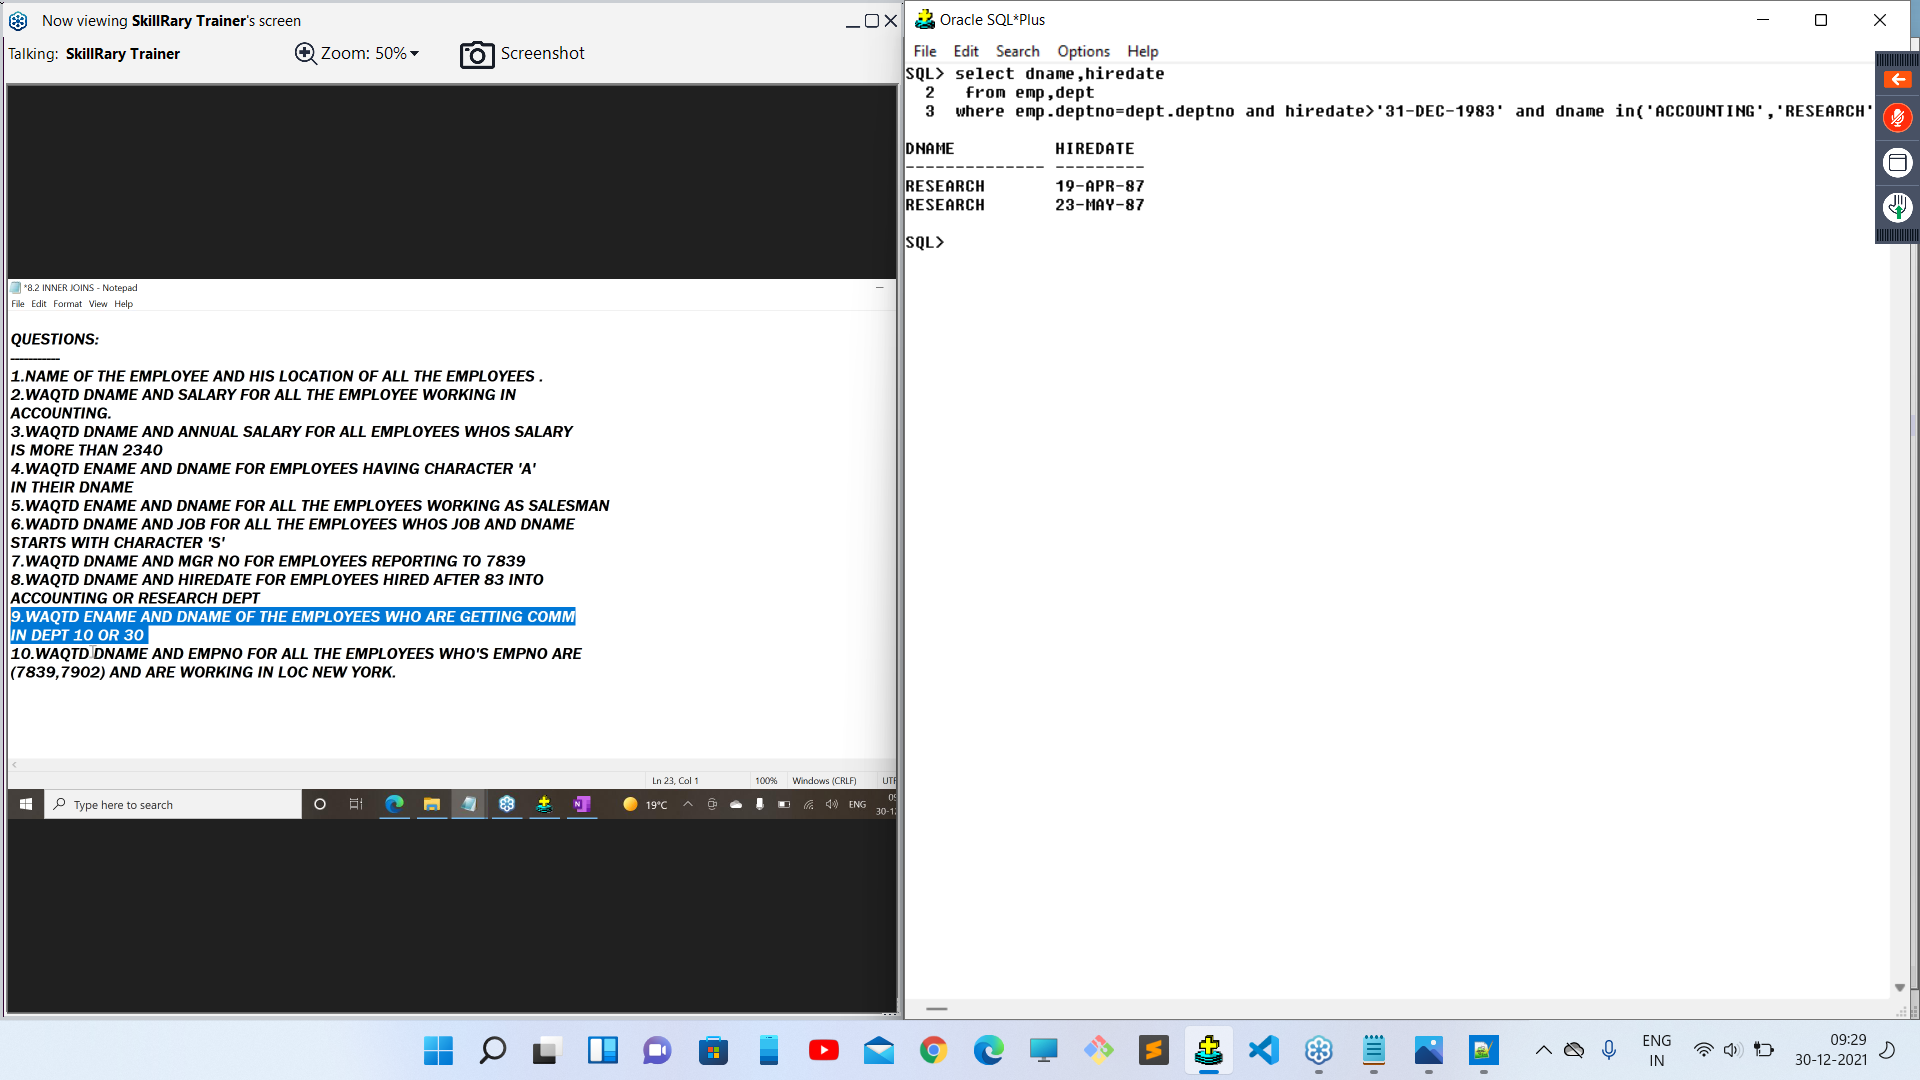 Now viewing SkillRary Trainer's screen
Talking: SkillRary Trainer
Zoom: 50%
Screenshot
*8.2 INNER JOINS - Notepad
File Edit Format View Help
QUESTIONS:
-----------
1.NAME OF THE EMPLOYEE AND HIS LOCATION OF ALL THE EMPLOYEES .
2.WAQTD DNAME AND SALARY FOR ALL THE EMPLOYEE WORKING IN
ACCOUNTING.
3.WAQTD DNAME AND ANNUAL SALARY FOR ALL EMPLOYEES WHOS SALARY
IS MORE THAN 2340
4.WAQTD ENAME AND DNAME FOR EMPLOYEES HAVING CHARACTER 'A'
IN THEIR DNAME
5.WAQTD ENAME AND DNAME FOR ALL THE EMPLOYEES WORKING AS SALESMAN
6.WADTD DNAME AND JOB FOR ALL THE EMPLOYEES WHOS JOB AND DNAME
STARTS WITH CHARACTER 'S'
7.WAQTD DNAME AND MGR NO FOR EMPLOYEES REPORTING TO 7839
8.WAQTD DNAME AND HIREDATE FOR EMPLOYEES HIRED AFTER 83 INTO
ACCOUNTING OR RESEARCH DEPT
9.WAQTD ENAME AND DNAME OF THE EMPLOYEES WHO ARE GETTING COMM
IN DEPT 10 OR 30
10.WAQTD DNAME AND EMPNO FOR ALL THE EMPLOYEES WHO'S EMPNO ARE
(7839,7902) AND ARE WORKING IN LOC NEW YORK.
Ln 23, Col 1
100%
Windows (CRLF)
UTF
Type here to search
19°C
ENG
30-12
Oracle SQL*Plus
File Edit Search Options Help
SQL> select dname,hiredate
2 from emp,dept
3 where emp.deptno=dept.deptno and hiredate>'31-DEC-1983' and dname in('ACCOUNTING','RESEARCH'
DNAME HIREDATE
-------------- ---------
RESEARCH 19-APR-87
RESEARCH 23-MAY-87
SQL>
ENG
IN
09:29
30-12-2021